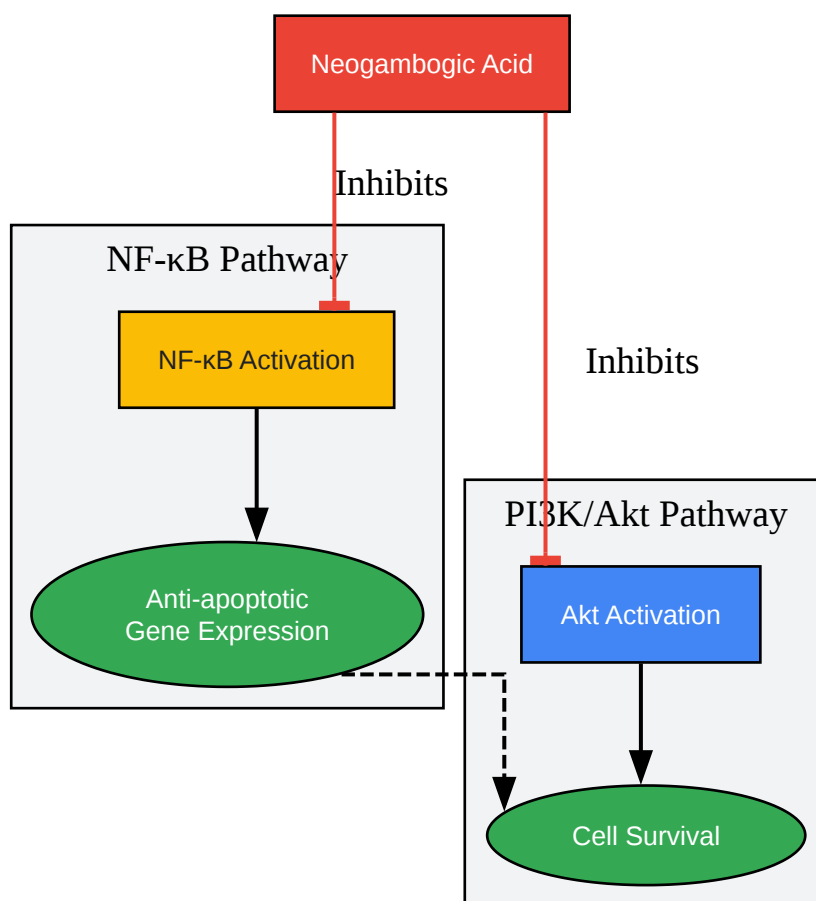 Neogambogic Acid
Inhibits
NF-κB Pathway
NF-κB Activation
Inhibits
PI3K/Akt Pathway
Anti-apoptotic
Gene Expression
Akt Activation
Cell Survival